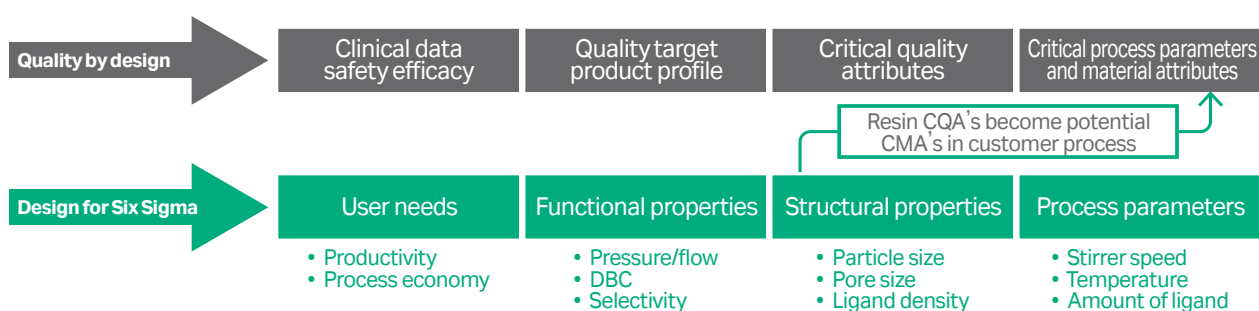 Quality by design
Clinical data
safety efficacy
Quality target
product profile
Critical quality
attributes
Critical process parameters
and material attributes
Resin CQA's become potential
CMA's in customer process
Design for Six Sigma
User needs
Functional properties
Structural properties
Process parameters
• Productivity
• Process economy
• Pressure/flow
• DBC
• Selectivity
• Particle size
• Pore size
• Ligand density
• Stirrer speed
• Temperature
• Amount of ligand